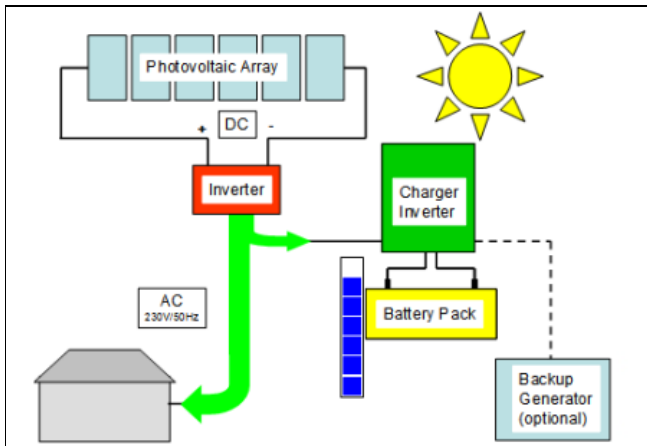 Photovoltaic Array
+ DC -
Inverter
Charger
Inverter
AC
230V/50Hz
Battery Pack
Backup
Generator
(optional)